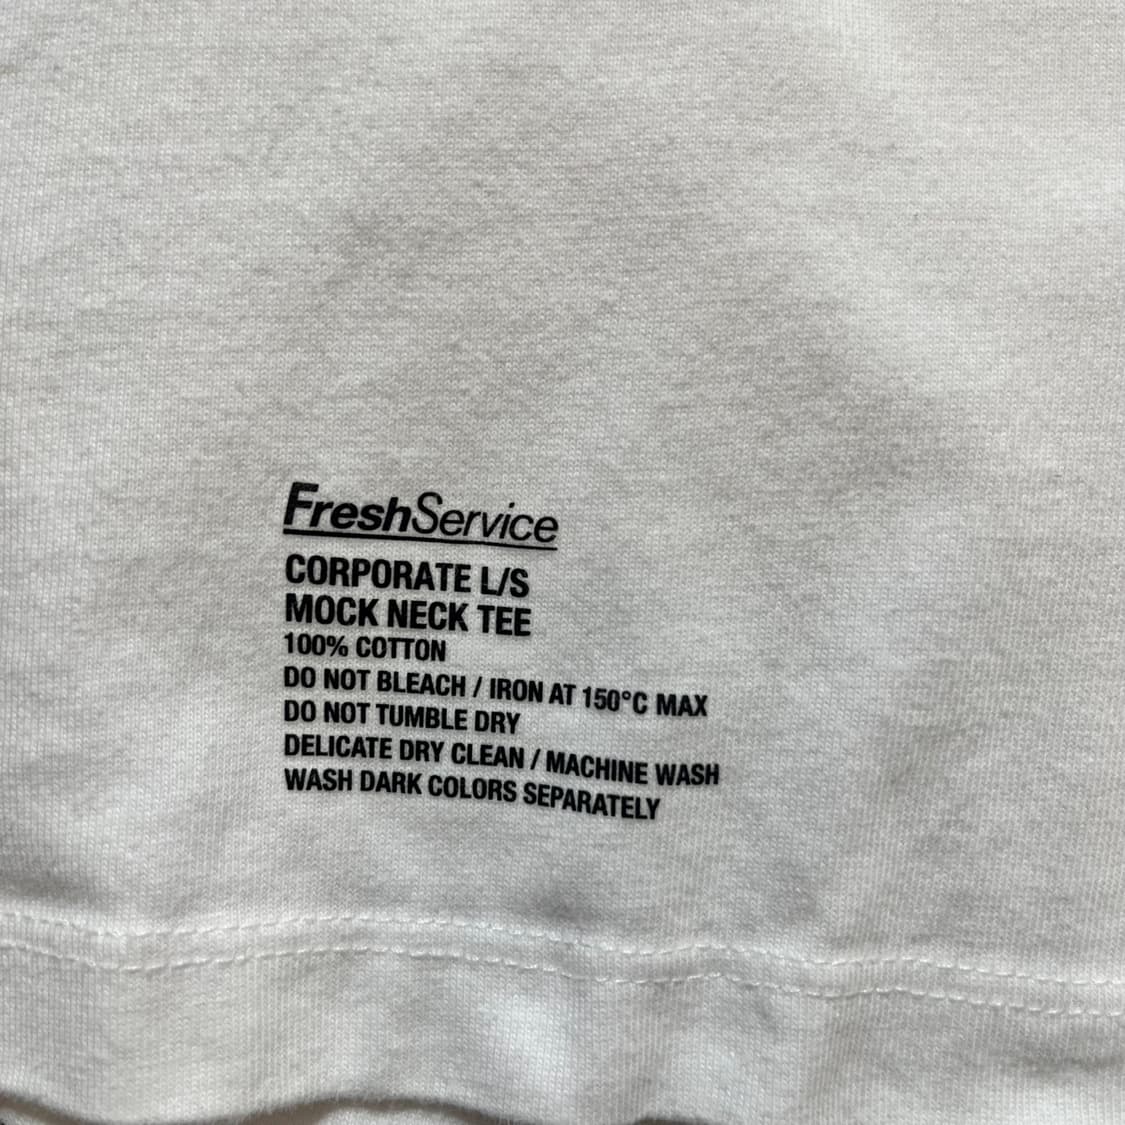 FreshService
CORPORATE L/S
MOCK NECK TEE
100% COTTON
DO NOT BLEACH / IRON AT 150°C MAX
DO NOT TUMBLE DRY
DELICATE DRY CLEAN / MACHINE WASH
WASH DARK COLORS SEPARATELY